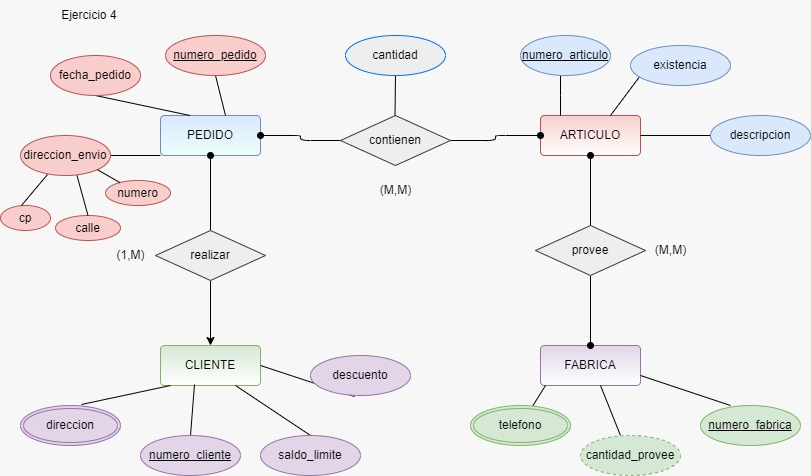 Ejercicio 4
numero_pedido
fecha_pedido
cantidad
numero_articulo
existencia
PEDIDO
contienen
ARTICULO
descripcion
direccion_envio
numero
cp
calle
(M,M)
(1,M)
realizar
provee
(M,M)
CLIENTE
descuento
FABRICA
direccion
numero_cliente
saldo_limite
telefono
cantidad_provee
numero_fabrica